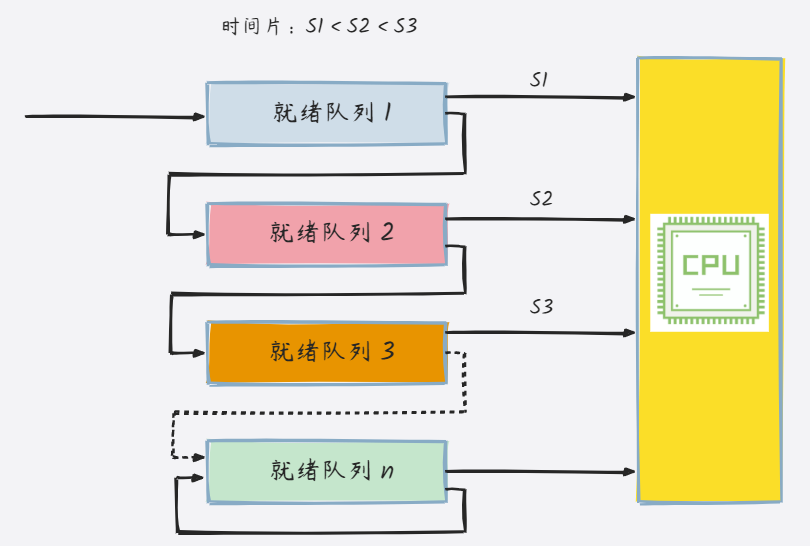 时间片：S1 < S2 < S3
就绪队列 1
S1
就绪队列 2
S2
就绪队列 3
S3
CPU
就绪队列 n